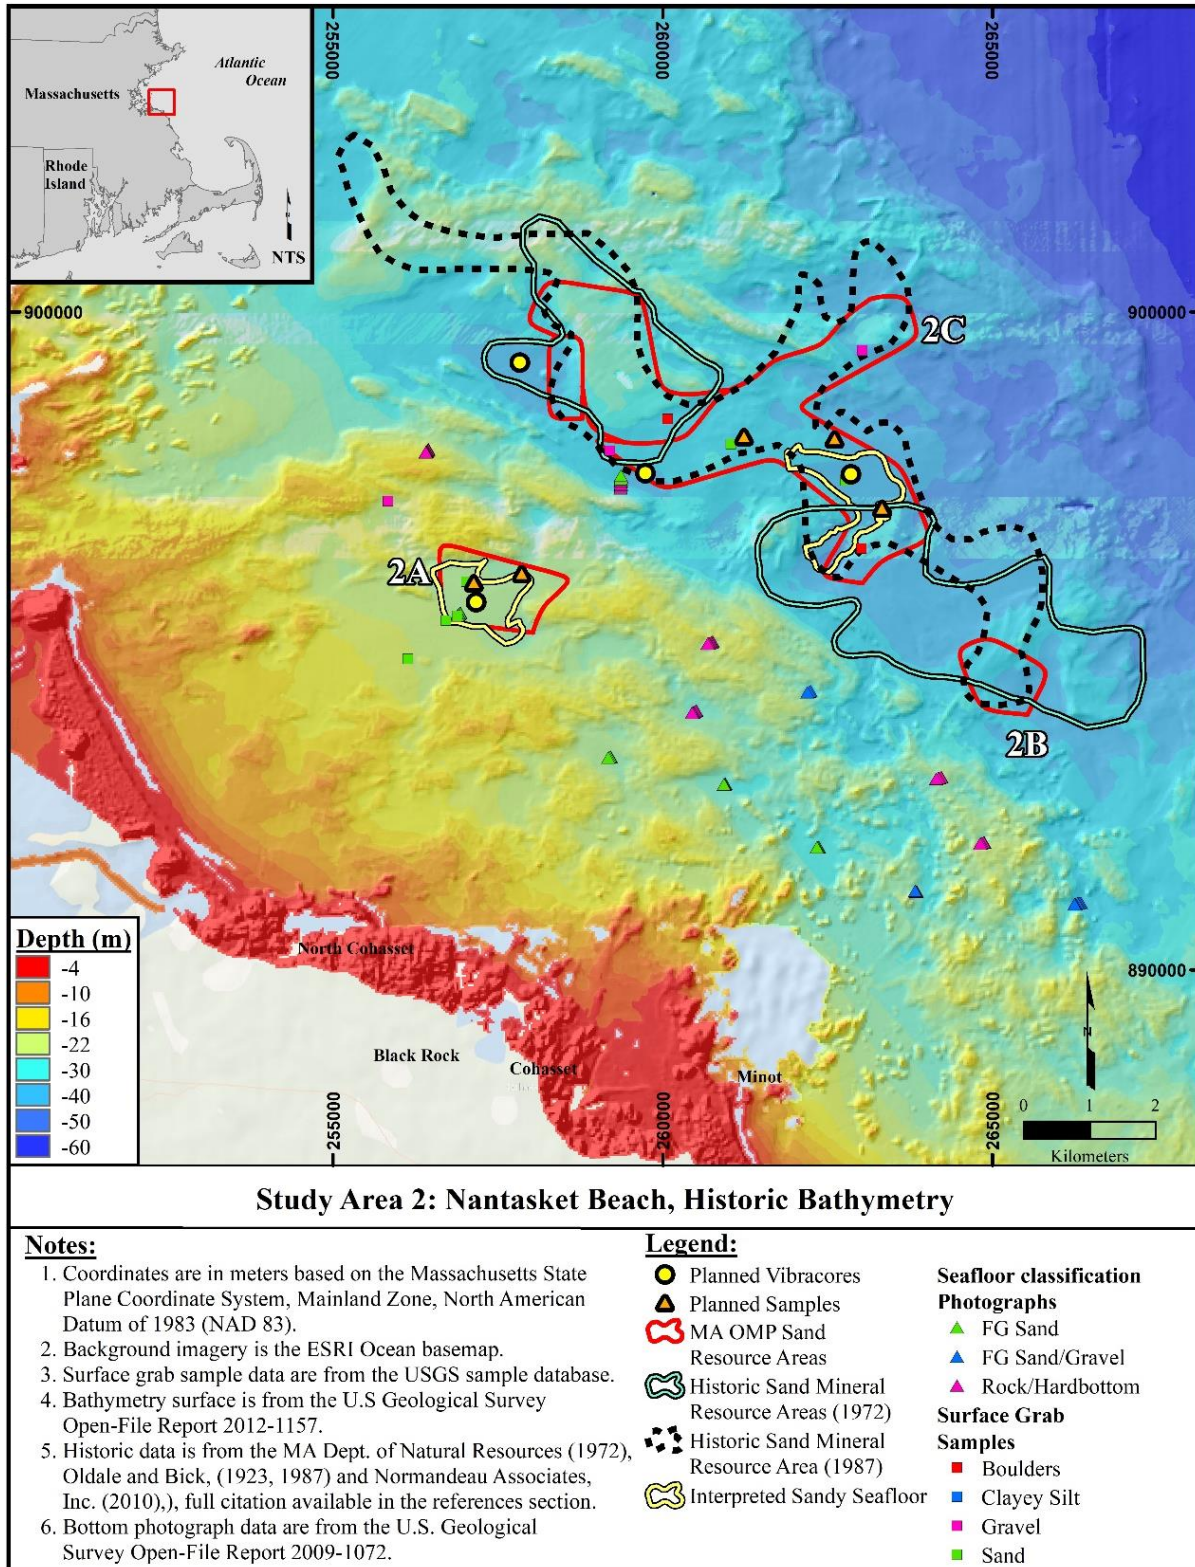 255000
260000
265000
Atlantic
Ocean
Massachusetts
Rhode
Island
NTS
900000
900000
2C
2A
2B
Depth (m)
-4
-10
-16
-22
-30
-40
-50
-60
North Cohasset
890000
Black Rock
Cohasset
Minot
N
0 1 2
Kilometers
255000
260000
265000
Study Area 2: Nantasket Beach, Historic Bathymetry
Notes:
1. Coordinates are in meters based on the Massachusetts State
Plane Coordinate System, Mainland Zone, North American
Datum of 1983 (NAD 83).
2. Background imagery is the ESRI Ocean basemap.
3. Surface grab sample data are from the USGS sample database.
4. Bathymetry surface is from the U.S Geological Survey
Open-File Report 2012-1157.
5. Historic data is from the MA Dept. of Natural Resources (1972),
Oldale and Bick, (1923, 1987) and Normandeau Associates,
Inc. (2010),), full citation available in the references section.
6. Bottom photograph data are from the U.S. Geological
Survey Open-File Report 2009-1072.
Legend:
Planned Vibracores
Planned Samples
MA OMP Sand
Resource Areas
Historic Sand Mineral
Resource Areas (1972)
Historic Sand Mineral
Resource Area (1987)
Interpreted Sandy Seafloor
Seafloor classification
Photographs
FG Sand
FG Sand/Gravel
Rock/Hardbottom
Surface Grab
Samples
Boulders
Clayey Silt
Gravel
Sand